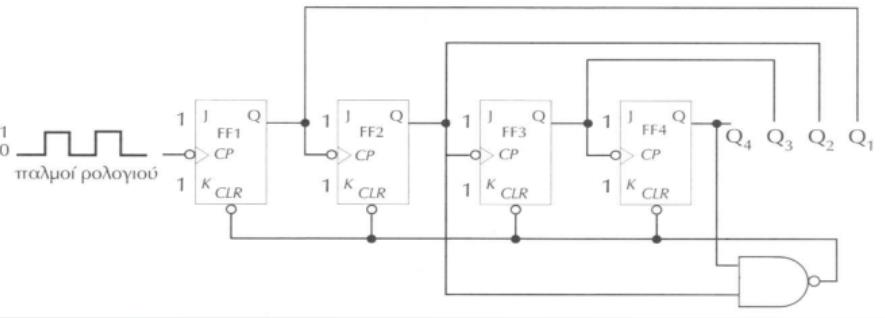 1
0
παλμοί ρολογιού
1 J Q
FF1
CP
1 K
CLR
1 J Q
FF2
CP
1 K
CLR
1 J Q
FF3
CP
1 K
CLR
1 J Q
FF4
CP
1 K
CLR
Q4 Q3 Q2 Q1